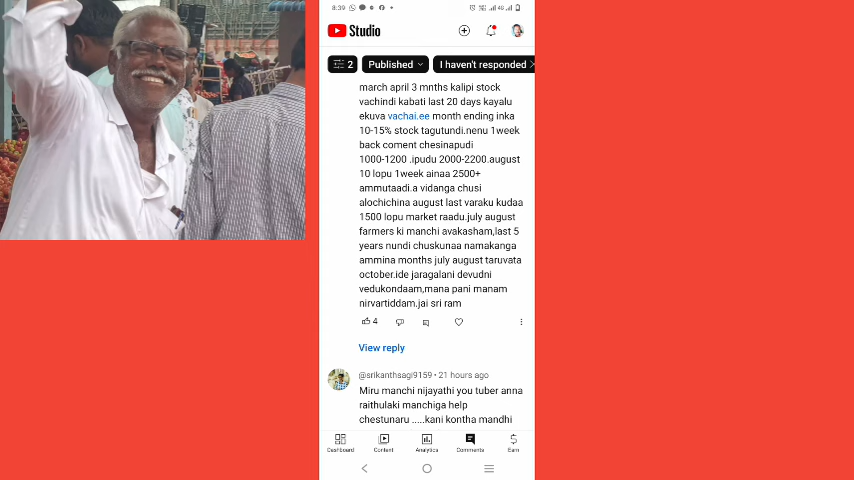 8:39
Studio
2
Published
I haven't responded
march april 3 mnths kalipi stock
vachindi kabati last 20 days kayalu
ekuva vachai.ee month ending inka
10-15% stock tagutundi.nenu 1week
back coment chesinapudi
1000-1200 .ipudu 2000-2200.august
10 lopu 1week ainaa 2500+
ammutaadi.a vidanga chusi
alochichina august last varaku kudaa
1500 lopu market raadu.july august
farmers ki manchi avakasham,last 5
years nundi chuskunaa namakanga
ammina months july august taruvata
october.ide jaragalani devudni
vedukondaam,mana pani manam
nirvartiddam.jai sri ram
4
View reply
@srikanthsagi9159 • 21 hours ago
Miru manchi nijayathi you tuber anna
raithulaki manchiga help
chestunaru .....kani kontha mandhi
Dashboard
Content
Analytics
Comments
Earn